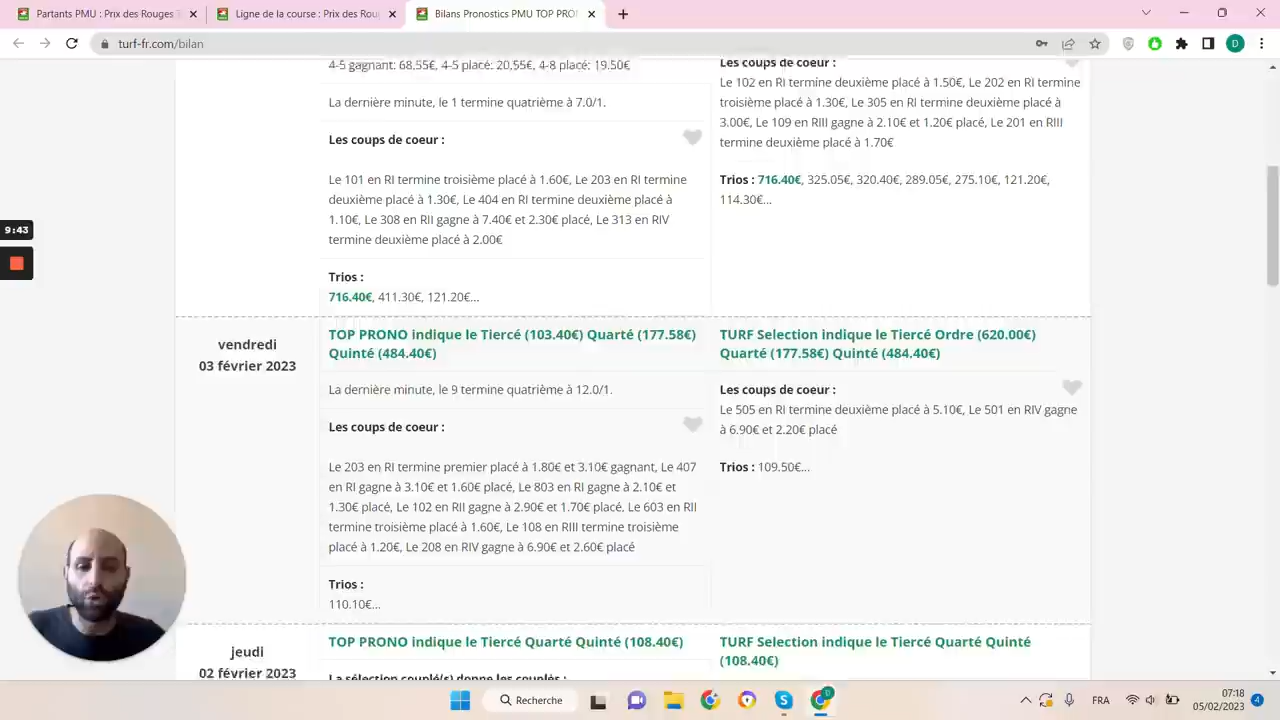 Partants PMU : Prix des Reuges T
Ligne de la course : Prix des Roug
Bilans Pronostics PMU TOP PRON
turf-fr.com/bilan
4-5 gagnant: 68,55€, 4-5 placé: 20,55€, 4-8 placé: 19.50€
La dernière minute, le 1 termine quatrième à 7.0/1.
Les coups de coeur :
Le 101 en RI termine troisième placé à 1.60€, Le 203 en RI termine
deuxième placé à 1.30€, Le 404 en RI termine deuxième placé à
1.10€, Le 308 en RII gagne à 7.40€ et 2.30€ placé, Le 313 en RIV
termine deuxième placé à 2.00€
Trios :
716.40€, 411.30€, 121.20€...
Les coups de coeur :
Le 102 en RI termine deuxième placé à 1.50€, Le 202 en RI termine
troisième placé à 1.30€, Le 305 en RI termine deuxième placé à
3.00€, Le 109 en RIII gagne à 2.10€ et 1.20€ placé, Le 201 en RIII
termine deuxième placé à 1.70€
Trios : 716.40€, 325.05€, 320.40€, 289.05€, 275.10€, 121.20€,
114.30€...
9:43
vendredi
03 février 2023
TOP PRONO indique le Tiercé (103.40€) Quarté (177.58€)
Quinté (484.40€)
La dernière minute, le 9 termine quatrième à 12.0/1.
Les coups de coeur :
Le 203 en RI termine premier placé à 1.80€ et 3.10€ gagnant, Le 407
en RI gagne à 3.10€ et 1.60€ placé, Le 803 en RI gagne à 2.10€ et
1.30€ placé, Le 102 en RII gagne à 2.90€ et 1.70€ placé, Le 603 en RII
termine troisième placé à 1.60€, Le 108 en RIII termine troisième
placé à 1.20€, Le 208 en RIV gagne à 6.90€ et 2.60€ placé
Trios :
110.10€...
TURF Selection indique le Tiercé Ordre (620.00€)
Quarté (177.58€) Quinté (484.40€)
Les coups de coeur :
Le 505 en RI termine deuxième placé à 5.10€, Le 501 en RIV gagne
à 6.90€ et 2.20€ placé
Trios : 109.50€...
jeudi
02 février 2023
TOP PRONO indique le Tiercé Quarté Quinté (108.40€)
La sélection couplé(s) donne les couplés :
TURF Selection indique le Tiercé Quarté Quinté
(108.40€)
D
Recherche
FRA
07:18
05/02/2023
4